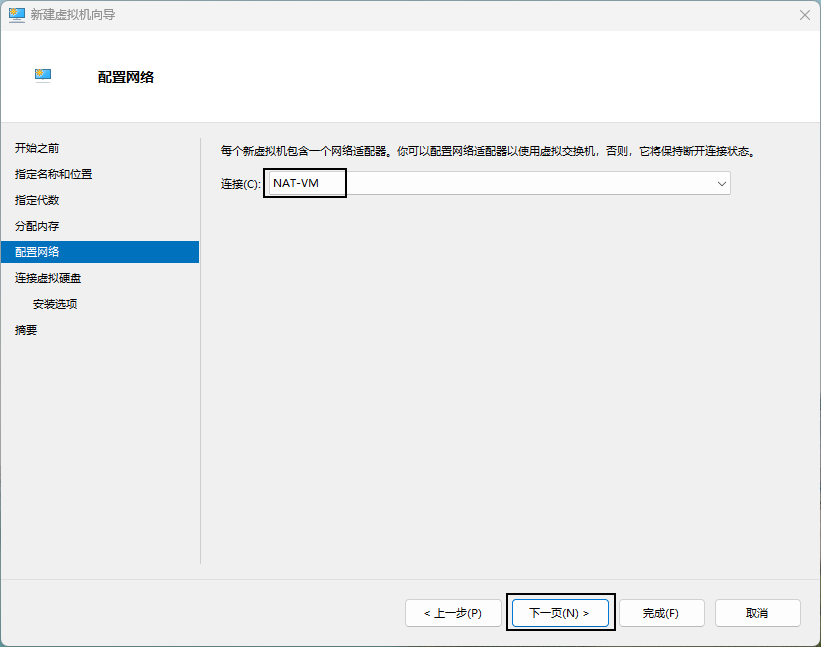 新建虚拟机向导
配置网络
开始之前
指定名称和位置
指定代数
分配内存
配置网络
连接虚拟硬盘
安装选项
摘要
每个新虚拟机包含一个网络适配器。你可以配置网络适配器以使用虚拟交换机，否则，它将保持断开连接状态。
连接(C): NAT-VM
< 上一步(P) 下一页(N) > 完成(F) 取消